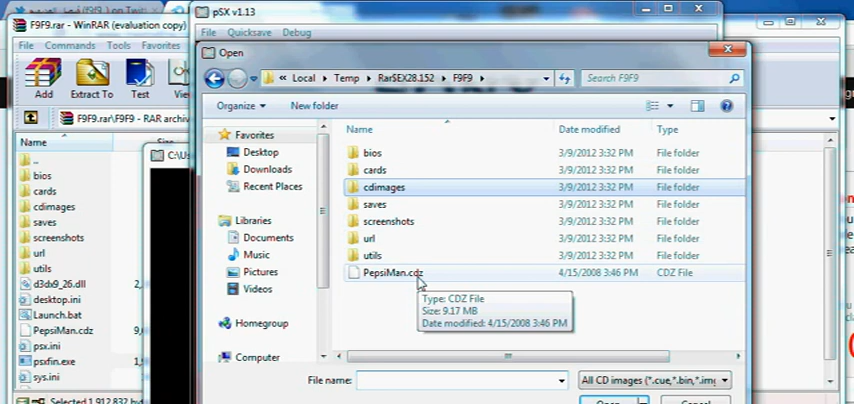 pSX v1.13
F9F9.rar - WinRAR (evaluation copy)
File Quicksave Debug
File Commands Tools Favorites
Open
Local Temp Rar$EX28.152 F9F9
Search F9F9
Add Extract To Test
Organize New folder
F9F9.rar\F9F9 - RAR archiv
Name Date modified Type
Favorites
Desktop
Downloads
Recent Places
Libraries
Documents
Music
Pictures
Videos
Homegroup
Computer
bios 3/9/2012 3:32 PM File folder
cards 3/9/2012 3:32 PM File folder
cdimages 3/9/2012 3:32 PM File folder
saves 3/9/2012 3:32 PM File folder
screenshots 3/9/2012 3:32 PM File folder
url 3/9/2012 3:32 PM File folder
utils 3/9/2012 3:32 PM File folder
PepsiMan.cdz 4/15/2008 3:46 PM CDZ File
Type: CDZ File
Size: 9.17 MB
Date modified: 4/15/2008 3:46 PM
Name
..
bios
cards
cdimages
saves
screenshots
url
utils
d3dx9_26.dll
desktop.ini
Launch.bat
PepsiMan.cdz
psx.ini
psxfin.exe
sys.ini
File name: All CD images (*.cue,*.bin,*.img